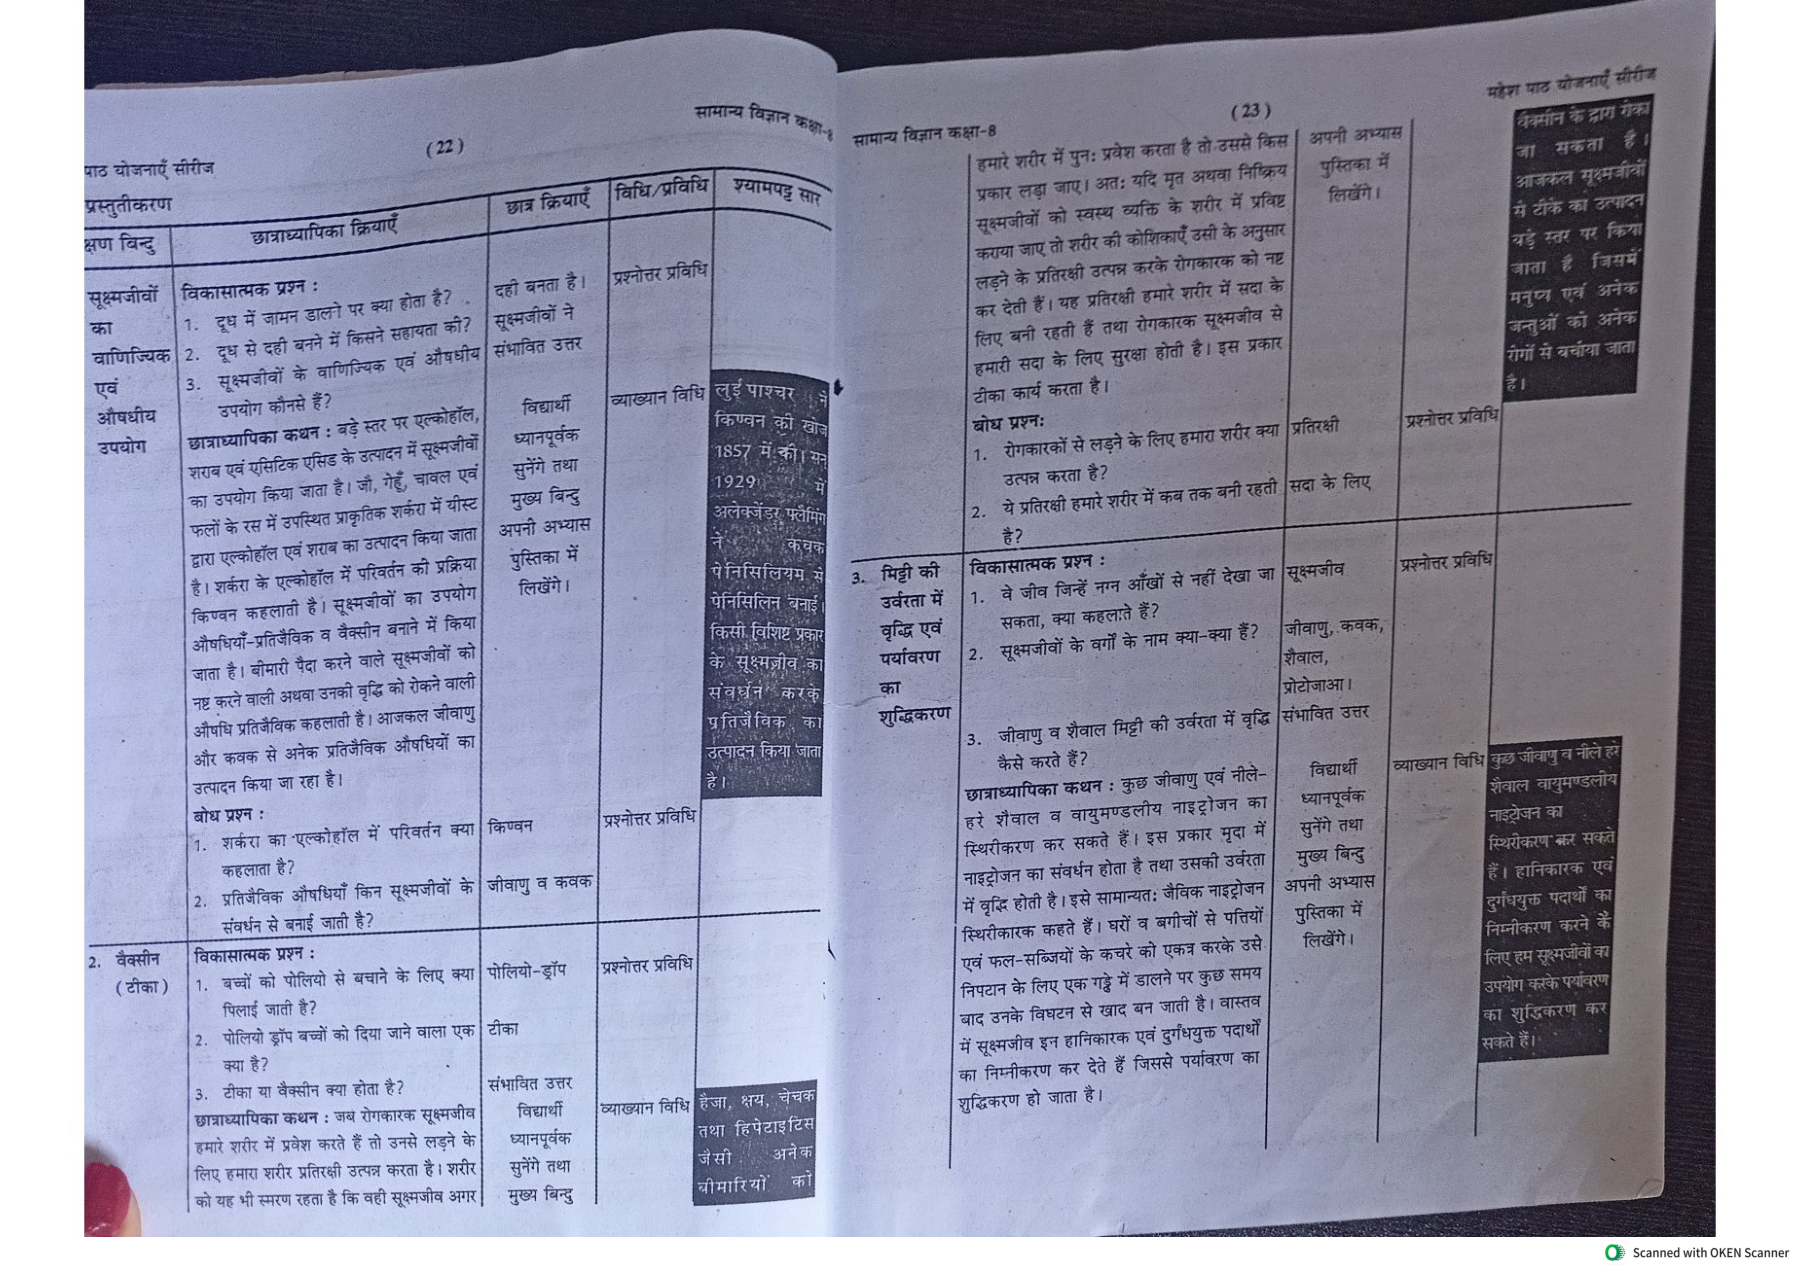 सामान्य विज्ञान कक्षा-8
(22)
पाठ योजनाएँ सीरीज
प्रस्तुतीकरण
क्षण बिन्दु
छात्राध्यापिका क्रियाएँ
छात्र क्रियाएँ
विधि/प्रविधि
श्यामपट्ट सार
सूक्ष्मजीवों
का
वाणिज्यिक
एवं
औषधीय
उपयोग
विकासात्मक प्रश्न :
1. दूध में जामन डालने पर क्या होता है?
2. दूध से दही बनने में किसने सहायता की?
3. सूक्ष्मजीवों के वाणिज्यिक एवं औषधीय
उपयोग कौनसे हैं?
छात्राध्यापिका कथन : बड़े स्तर पर एल्कोहॉल,
शराब एवं एसिटिक एसिड के उत्पादन में सूक्ष्मजीवों
का उपयोग किया जाता है। जौ, गेहूँ, चावल एवं
फलों के रस में उपस्थित प्राकृतिक शर्करा में यीस्ट
द्वारा एल्कोहॉल एवं शराब का उत्पादन किया जाता
है। शर्करा के एल्कोहॉल में परिवर्तन की प्रक्रिया
किण्वन कहलाती है। सूक्ष्मजीवों का उपयोग
औषधियाँ-प्रतिजैविक व वैक्सीन बनाने में किया
जाता है। बीमारी पैदा करने वाले सूक्ष्मजीवों को
नष्ट करने वाली अथवा उनकी वृद्धि को रोकने वाली
औषधि प्रतिजैविक कहलाती है। आजकल जीवाणु
और कवक से अनेक प्रतिजैविक औषधियों का
उत्पादन किया जा रहा है।
बोध प्रश्न :
1. शर्करा का एल्कोहॉल में परिवर्तन क्या
कहलाता है?
2. प्रतिजैविक औषधियाँ किन सूक्ष्मजीवों के
संवर्धन से बनाई जाती है?
दही बनता है।
सूक्ष्मजीवों ने
संभावित उत्तर
विद्यार्थी
ध्यानपूर्वक
सुनेंगे तथा
मुख्य बिन्दु
अपनी अभ्यास
पुस्तिका में
लिखेंगे।
किण्वन
जीवाणु व कवक
प्रश्नोत्तर प्रविधि
व्याख्यान विधि
प्रश्नोत्तर प्रविधि
लुई पाश्चर ने
किण्वन की खोज
1857 में की। सन्
1929 में
अलेक्जेंडर फ्लैमिंग
ने कवक
पेनिसिलियम से
पेनिसिलिन बनाई।
किसी विशिष्ट प्रकार
के सूक्ष्मजीव का
संवर्धन करके
प्रतिजैविक का
उत्पादन किया जाता
है।
2. वैक्सीन
(टीका)
विकासात्मक प्रश्न :
1. बच्चों को पोलियो से बचाने के लिए क्या
पिलाई जाती है?
2. पोलियो ड्रॉप बच्चों को दिया जाने वाला एक
क्या है?
3. टीका या वैक्सीन क्या होता है?
छात्राध्यापिका कथन : जब रोगकारक सूक्ष्मजीव
हमारे शरीर में प्रवेश करते हैं तो उनसे लड़ने के
लिए हमारा शरीर प्रतिरक्षी उत्पन्न करता है। शरीर
को यह भी स्मरण रहता है कि वही सूक्ष्मजीव अगर
पोलियो-ड्रॉप
टीका
संभावित उत्तर
विद्यार्थी
ध्यानपूर्वक
सुनेंगे तथा
मुख्य बिन्दु
प्रश्नोत्तर प्रविधि
व्याख्यान विधि
हैजा, क्षय, चेचक
तथा हिपेटाइटिस
जैसी अनेक
बीमारियों को
महेश पाठ योजनाएँ सीरीज
(23)
सामान्य विज्ञान कक्षा-8
हमारे शरीर में पुनः प्रवेश करता है तो उससे किस
प्रकार लड़ा जाए। अतः यदि मृत अथवा निष्क्रिय
सूक्ष्मजीवों को स्वस्थ व्यक्ति के शरीर में प्रविष्ट
कराया जाए तो शरीर की कोशिकाएँ उसी के अनुसार
लड़ने के प्रतिरक्षी उत्पन्न करके रोगकारक को नष्ट
कर देती हैं। यह प्रतिरक्षी हमारे शरीर में सदा के
लिए बनी रहती हैं तथा रोगकारक सूक्ष्मजीव से
हमारी सदा के लिए सुरक्षा होती है। इस प्रकार
टीका कार्य करता है।
बोध प्रश्न:
1. रोगकारकों से लड़ने के लिए हमारा शरीर क्या
उत्पन्न करता है?
2. ये प्रतिरक्षी हमारे शरीर में कब तक बनी रहती
है?
अपनी अभ्यास
पुस्तिका में
लिखेंगे।
प्रतिरक्षी
सदा के लिए
प्रश्नोत्तर प्रविधि
वैक्सीन के द्वारा रोका
जा सकता है।
आजकल सूक्ष्मजीवों
से टीके का उत्पादन
बड़े स्तर पर किया
जाता है जिसमें
मनुष्य एवं अनेक
जन्तुओं को अनेक
रोगों से बचाया जाता
है।
3. मिट्टी की
उर्वरता में
वृद्धि एवं
पर्यावरण
का
शुद्धिकरण
विकासात्मक प्रश्न :
1. वे जीव जिन्हें नग्न आँखों से नहीं देखा जा
सकता, क्या कहलाते हैं?
2. सूक्ष्मजीवों के वर्गों के नाम क्या-क्या हैं?
3. जीवाणु व शैवाल मिट्टी की उर्वरता में वृद्धि
कैसे करते हैं?
छात्राध्यापिका कथन : कुछ जीवाणु एवं नीले-
हरे शैवाल व वायुमण्डलीय नाइट्रोजन का
स्थिरीकरण कर सकते हैं। इस प्रकार मृदा में
नाइट्रोजन का संवर्धन होता है तथा उसकी उर्वरता
में वृद्धि होती है। इसे सामान्यतः जैविक नाइट्रोजन
स्थिरीकारक कहते हैं। घरों व बगीचों से पत्तियों
एवं फल-सब्जियों के कचरे को एकत्र करके उसे
निपटान के लिए एक गड्ढे में डालने पर कुछ समय
बाद उनके विघटन से खाद बन जाती है। वास्तव
में सूक्ष्मजीव इन हानिकारक एवं दुर्गंधयुक्त पदार्थों
का निम्नीकरण कर देते हैं जिससे पर्यावरण का
शुद्धिकरण हो जाता है।
सूक्ष्मजीव
जीवाणु, कवक,
शैवाल,
प्रोटोजाआ।
संभावित उत्तर
विद्यार्थी
ध्यानपूर्वक
सुनेंगे तथा
मुख्य बिन्दु
अपनी अभ्यास
पुस्तिका में
लिखेंगे।
प्रश्नोत्तर प्रविधि
व्याख्यान विधि
कुछ जीवाणु व नीले हरे
शैवाल वायुमण्डलीय
नाइट्रोजन का
स्थिरीकरण कर सकते
हैं। हानिकारक एवं
दुर्गंधयुक्त पदार्थों का
निम्नीकरण करने के
लिए हम सूक्ष्मजीवों का
उपयोग करके पर्यावरण
का शुद्धिकरण कर
सकते हैं।
Scanned with OKEN Scanner